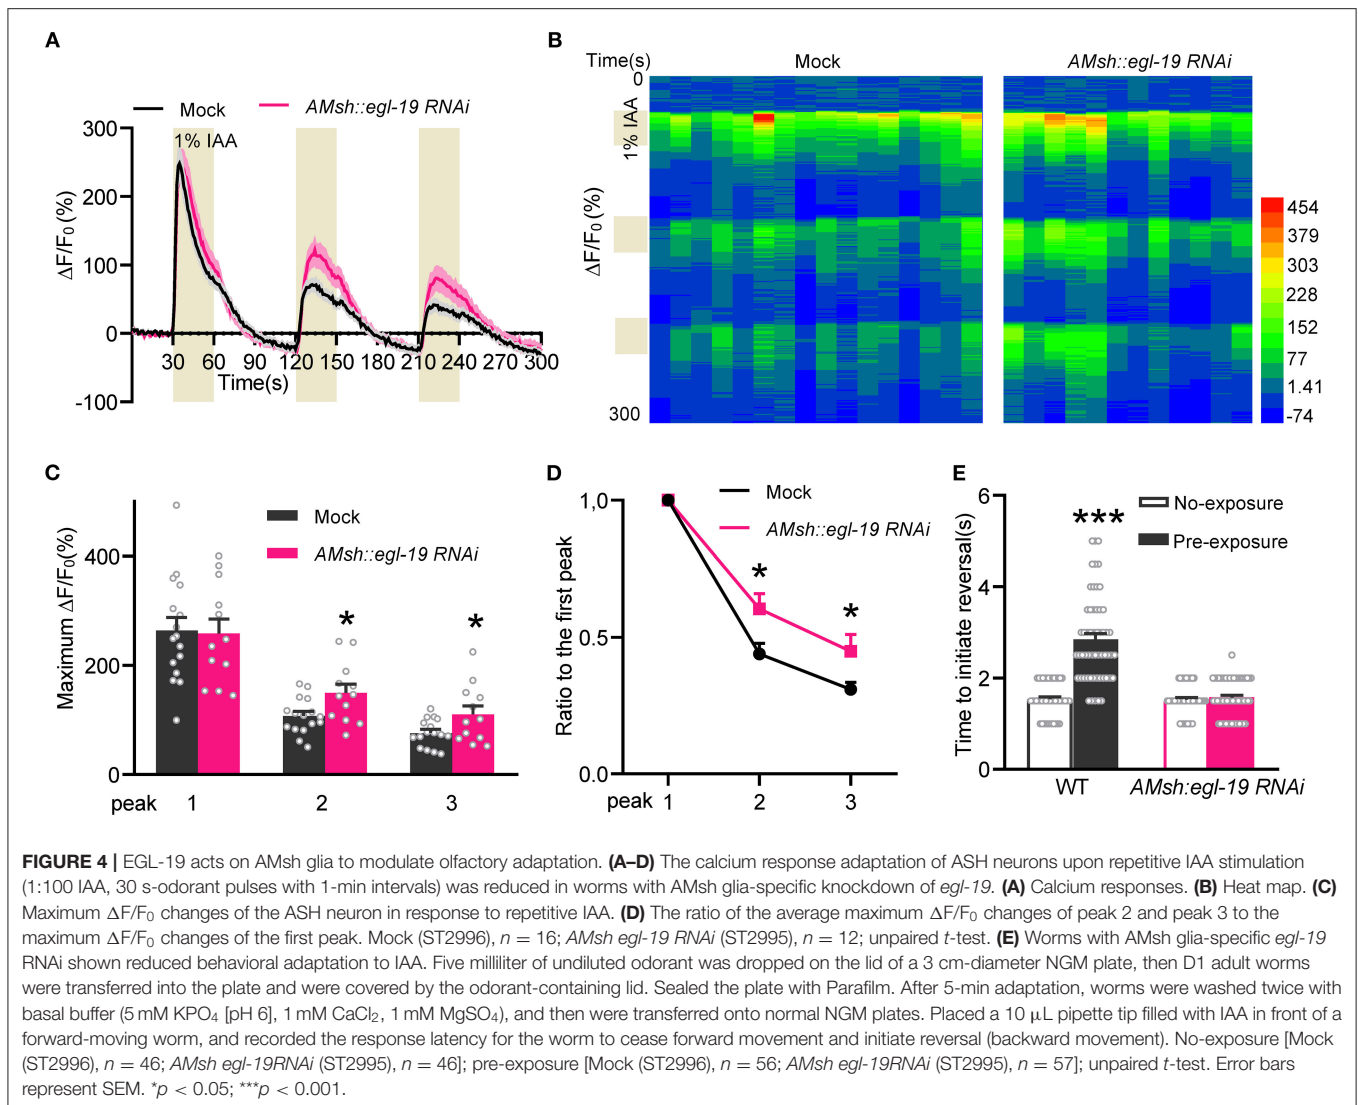 A
Mock
AMsh::egl-19 RNAi
1% IAA
ΔF/F0 (%)
300
200
100
0
-100
30 60 90 120 150 180 210 240 270 300
Time(s)
B
Time(s)
Mock
AMsh::egl-19 RNAi
0
1% IAA
ΔF/F0 (%)
300
454
379
303
228
152
77
1.41
-74
C
Mock
AMsh::egl-19 RNAi
Maximum ΔF/F0(%)
400
200
0
* *
peak 1 2 3
D
Mock
AMsh::egl-19 RNAi
Ratio to the first peak
1,0
0.5
0.0
* *
peak 1 2 3
E
No-exposure
Pre-exposure
Time to initiate reversal(s)
6
4
2
0
***
WT AMsh:egl-19 RNAi
FIGURE 4 | EGL-19 acts on AMsh glia to modulate olfactory adaptation. (A–D) The calcium response adaptation of ASH neurons upon repetitive IAA stimulation
(1:100 IAA, 30 s-odorant pulses with 1-min intervals) was reduced in worms with AMsh glia-specific knockdown of egl-19. (A) Calcium responses. (B) Heat map. (C)
Maximum ΔF/F0 changes of the ASH neuron in response to repetitive IAA. (D) The ratio of the average maximum ΔF/F0 changes of peak 2 and peak 3 to the
maximum ΔF/F0 changes of the first peak. Mock (ST2996), n = 16; AMsh egl-19 RNAi (ST2995), n = 12; unpaired t-test. (E) Worms with AMsh glia-specific egl-19
RNAi shown reduced behavioral adaptation to IAA. Five milliliter of undiluted odorant was dropped on the lid of a 3 cm-diameter NGM plate, then D1 adult worms
were transferred into the plate and were covered by the odorant-containing lid. Sealed the plate with Parafilm. After 5-min adaptation, worms were washed twice with
basal buffer (5 mM KPO4 [pH 6], 1 mM CaCl2, 1 mM MgSO4), and then were transferred onto normal NGM plates. Placed a 10 μL pipette tip filled with IAA in front of a
forward-moving worm, and recorded the response latency for the worm to cease forward movement and initiate reversal (backward movement). No-exposure [Mock
(ST2996), n = 46; AMsh egl-19RNAi (ST2995), n = 46]; pre-exposure [Mock (ST2996), n = 56; AMsh egl-19RNAi (ST2995), n = 57]; unpaired t-test. Error bars
represent SEM. *p < 0.05; ***p < 0.001.